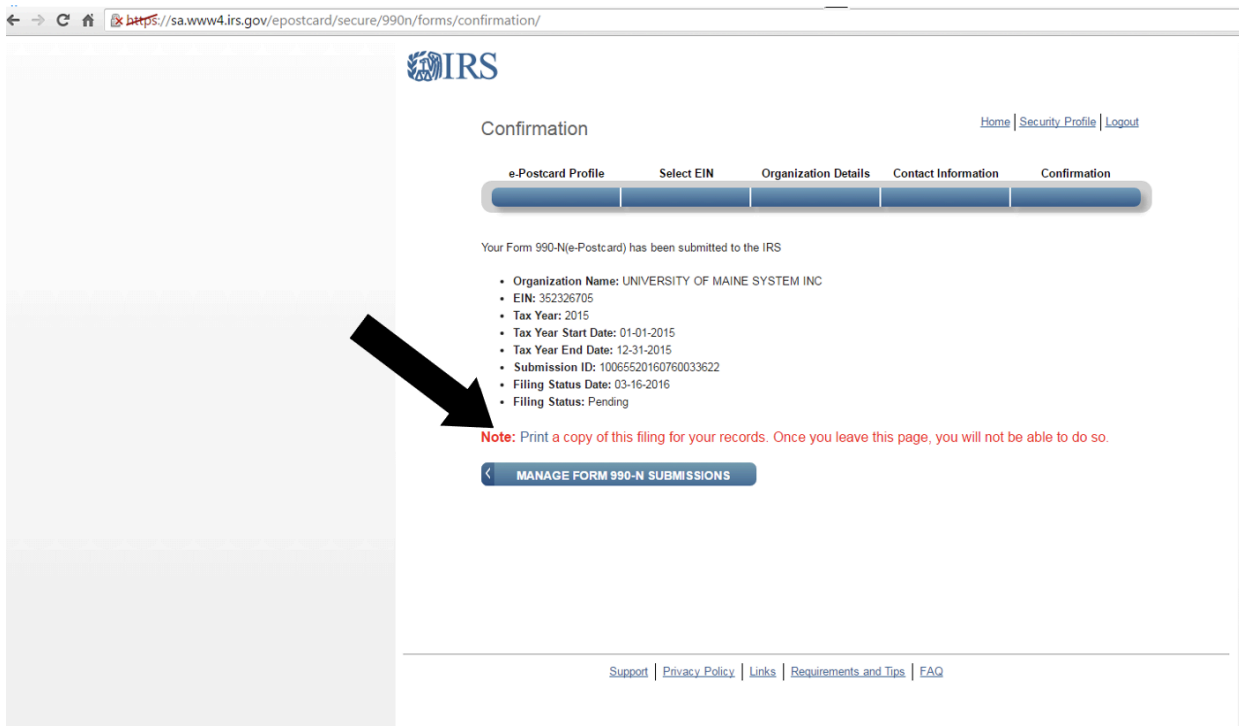 https://sa.www4.irs.gov/epostcard/secure/990n/forms/confirmation/
IRS
Confirmation
Home | Security Profile | Logout
e-Postcard Profile Select EIN Organization Details Contact Information Confirmation
Your Form 990-N(e-Postcard) has been submitted to the IRS
• Organization Name: UNIVERSITY OF MAINE SYSTEM INC
• EIN: 352326705
• Tax Year: 2015
• Tax Year Start Date: 01-01-2015
• Tax Year End Date: 12-31-2015
• Submission ID: 10065520160760033622
• Filing Status Date: 03-16-2016
• Filing Status: Pending
Note: Print a copy of this filing for your records. Once you leave this page, you will not be able to do so.
MANAGE FORM 990-N SUBMISSIONS
Support | Privacy Policy | Links | Requirements and Tips | FAQ